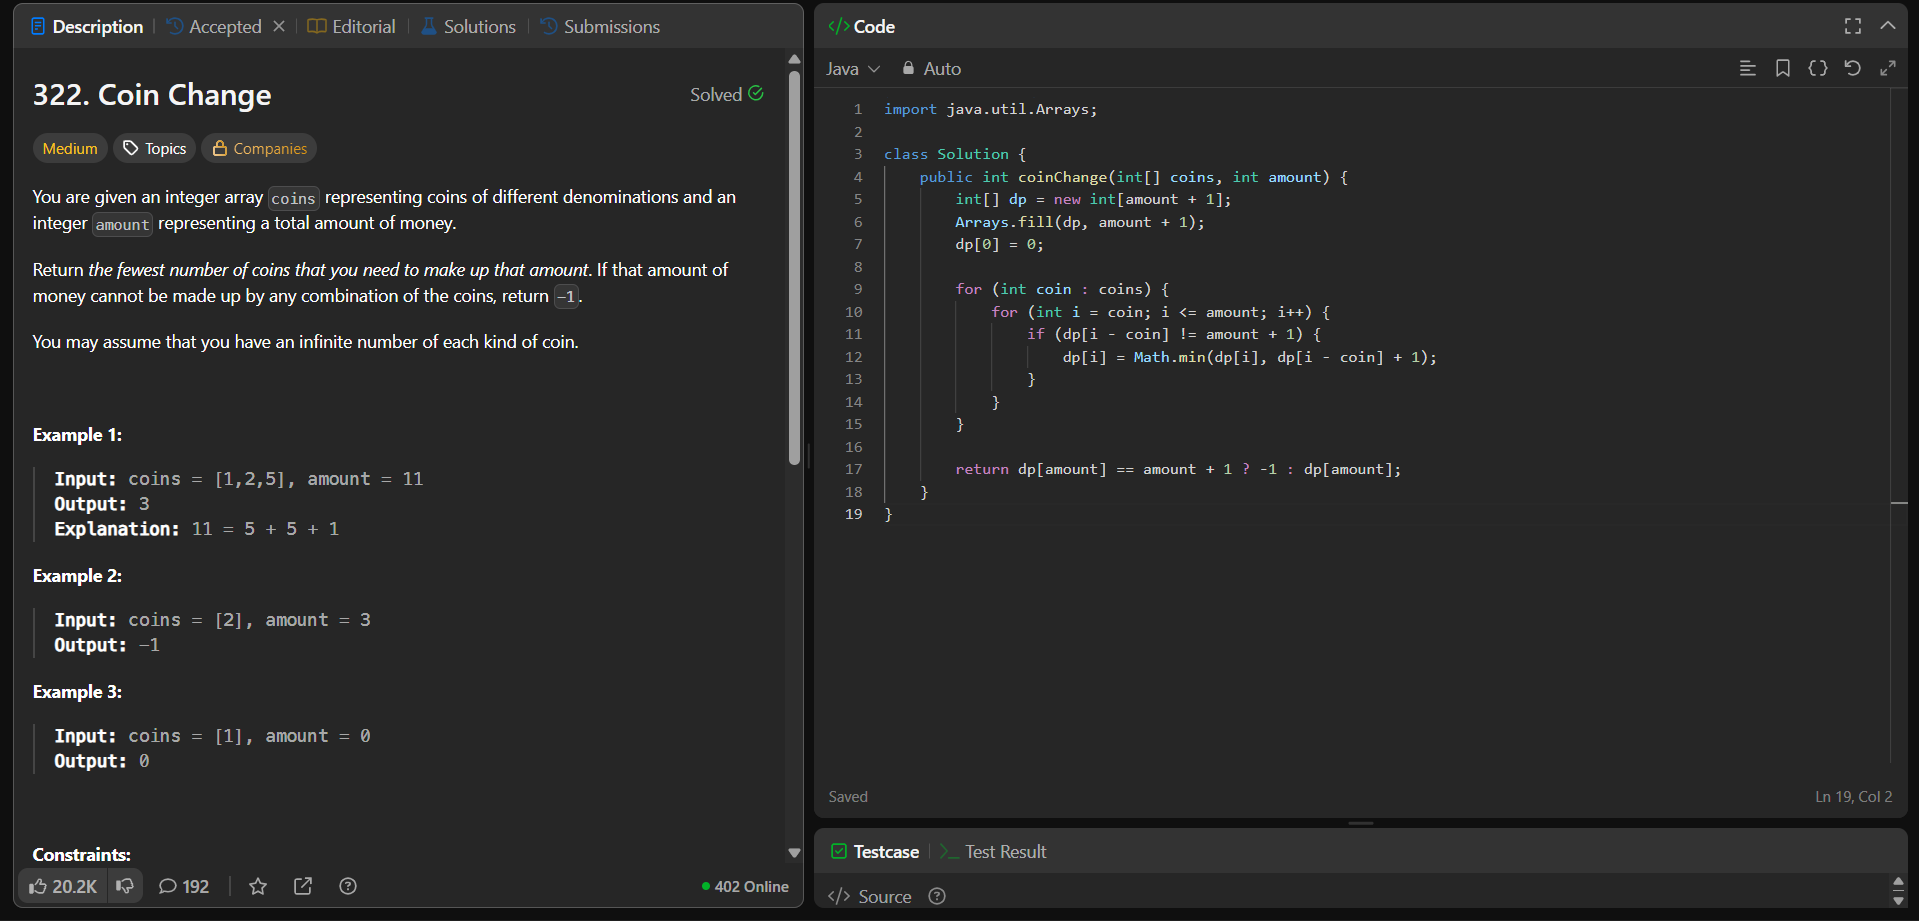 Description
Accepted
Editorial
Solutions
Submissions
322. Coin Change
Solved
Medium
Topics
Companies
You are given an integer array coins representing coins of different denominations and an
integer amount representing a total amount of money.
Return the fewest number of coins that you need to make up that amount. If that amount of
money cannot be made up by any combination of the coins, return -1.
You may assume that you have an infinite number of each kind of coin.
Example 1:
Input: coins = [1,2,5], amount = 11
Output: 3
Explanation: 11 = 5 + 5 + 1
Example 2:
Input: coins = [2], amount = 3
Output: -1
Example 3:
Input: coins = [1], amount = 0
Output: 0
Constraints:
20.2K
192
402 Online
</> Code
Java
Auto
1 import java.util.Arrays;
2
3 class Solution {
4     public int coinChange(int[] coins, int amount) {
5         int[] dp = new int[amount + 1];
6         Arrays.fill(dp, amount + 1);
7         dp[0] = 0;
8
9         for (int coin : coins) {
10             for (int i = coin; i <= amount; i++) {
11                 if (dp[i - coin] != amount + 1) {
12                     dp[i] = Math.min(dp[i], dp[i - coin] + 1);
13                 }
14             }
15         }
16
17         return dp[amount] == amount + 1 ? -1 : dp[amount];
18     }
19 }
Saved
Ln 19, Col 2
Testcase
>_ Test Result
</> Source